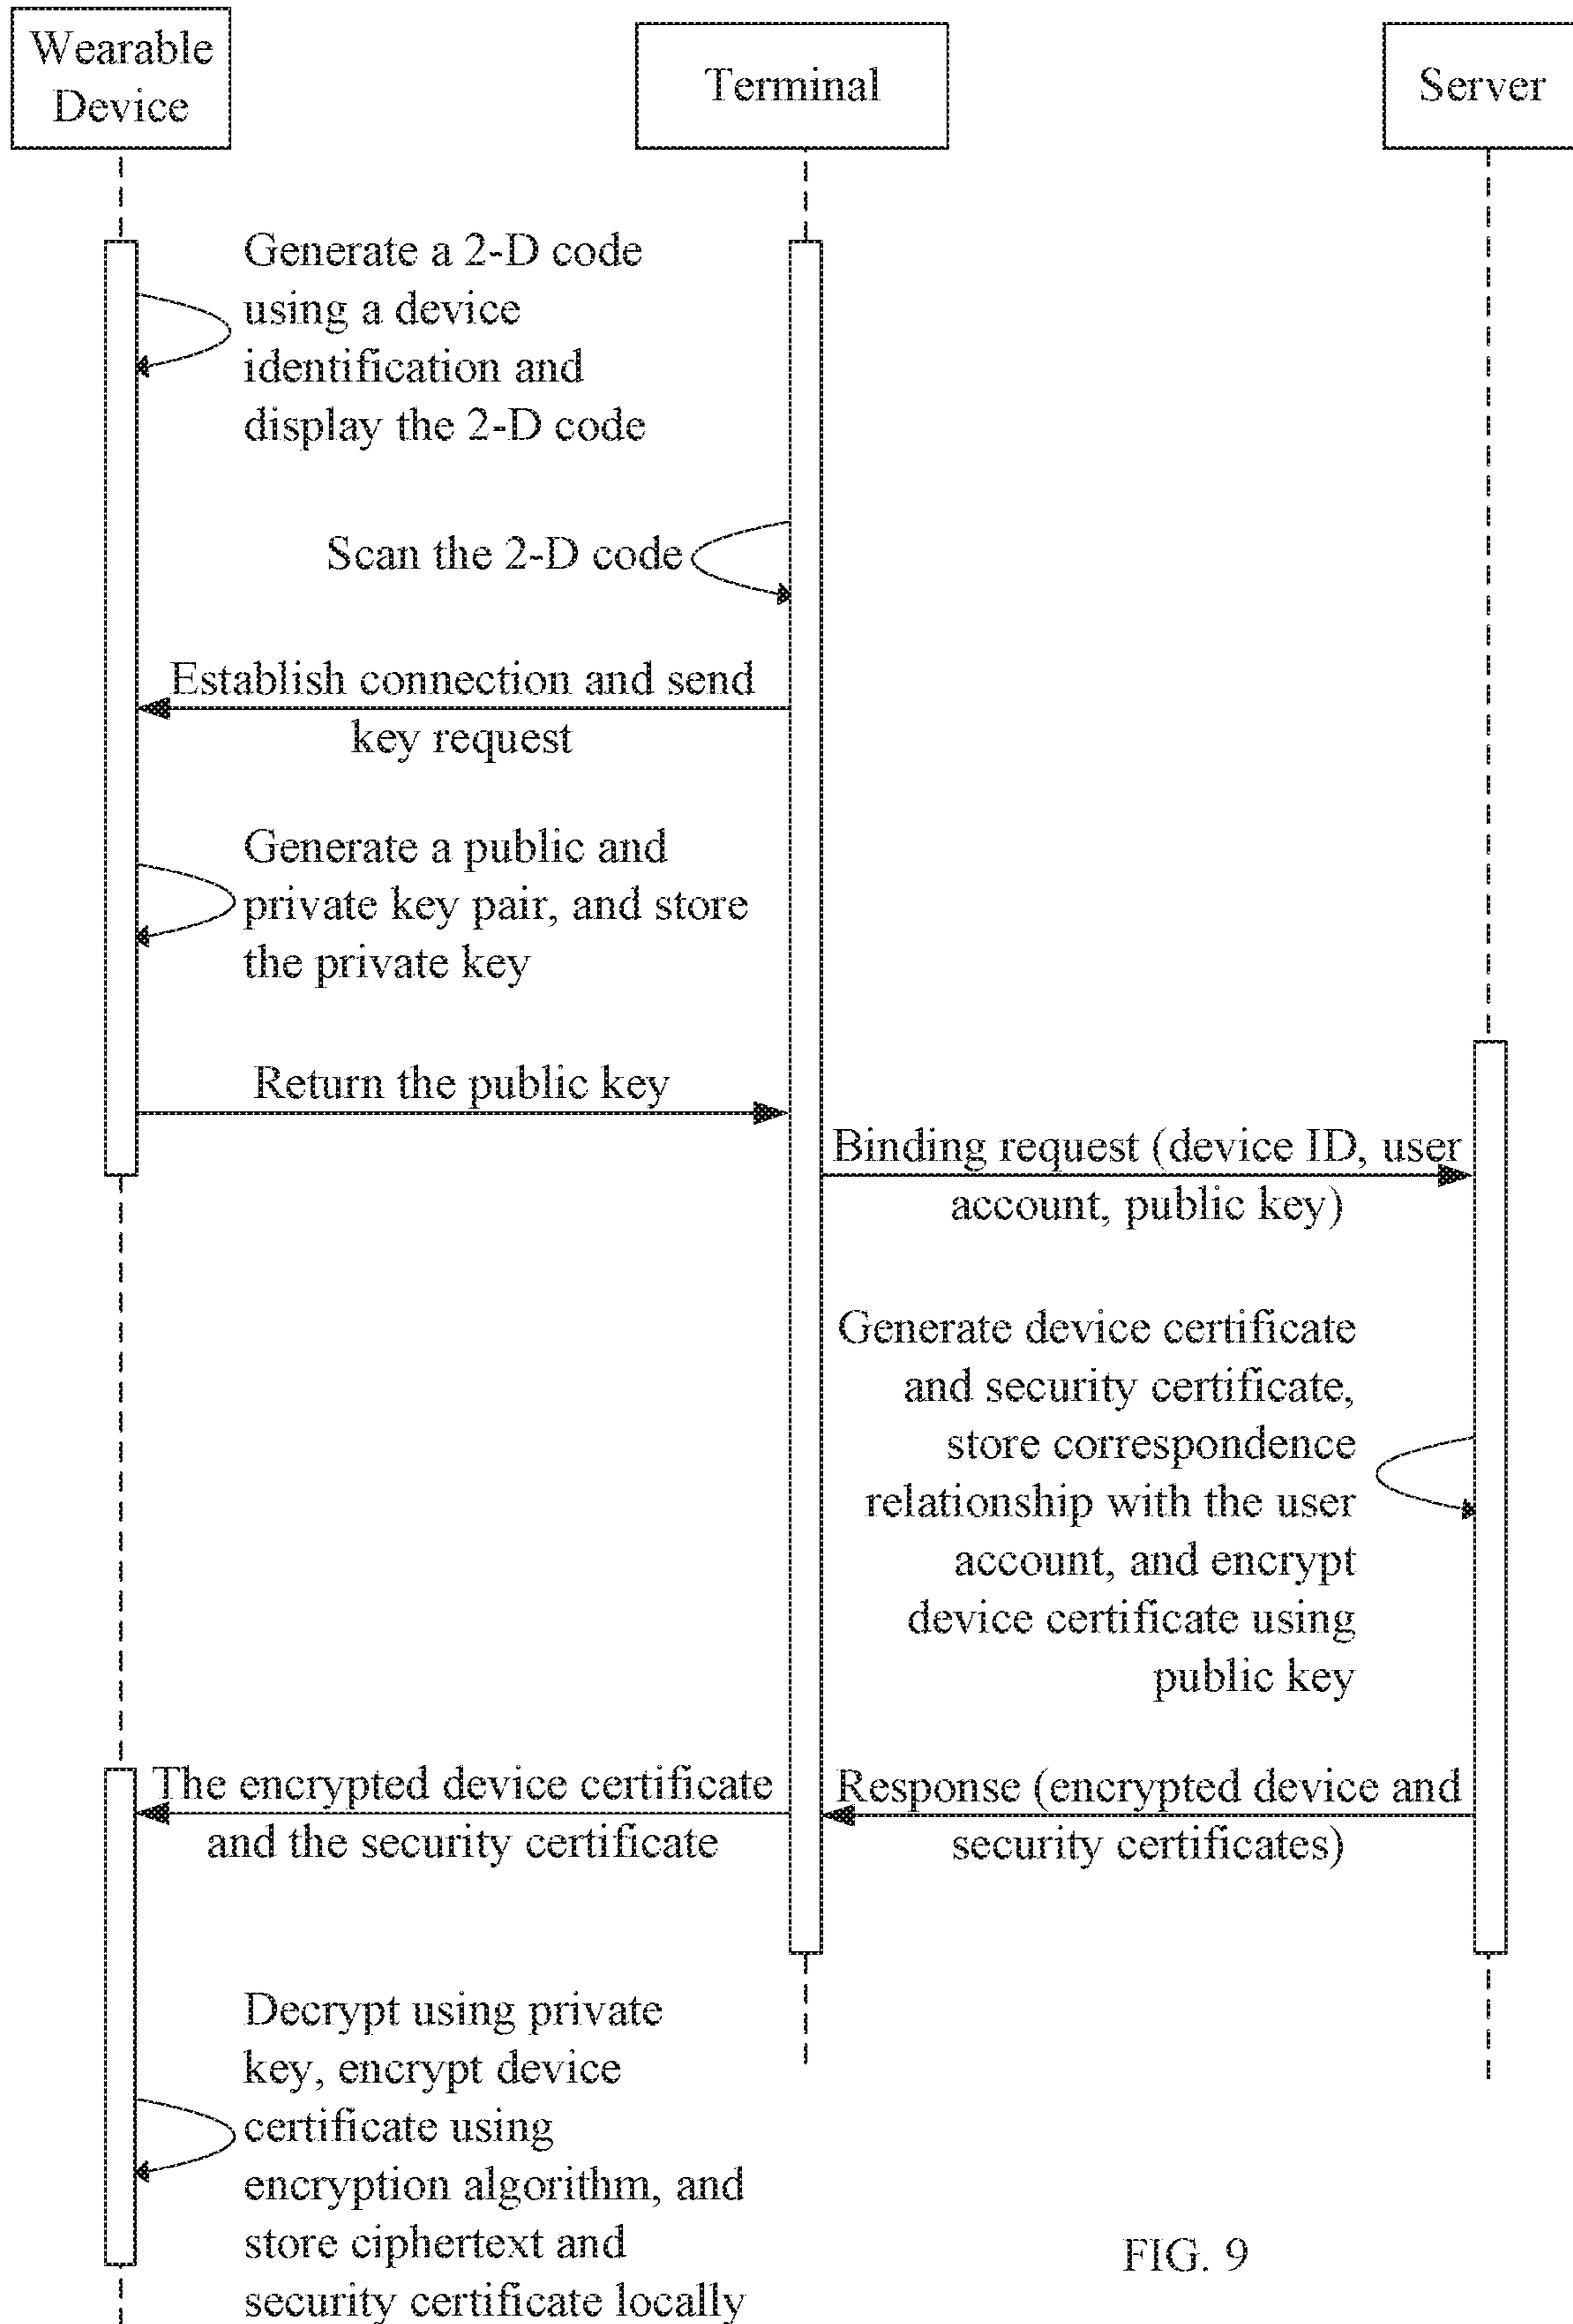 Wearable
Device
Terminal
Server
Generate a 2-D code
using a device
identification and
display the 2-D code
Scan the 2-D code
Establish connection and send
key request
Generate a public and
private key pair, and store
the private key
Return the public key
Binding request (device ID, user
account, public key)
Generate device certificate
and security certificate,
store correspondence
relationship with the user
account, and encrypt
device certificate using
public key
Response (encrypted device and
security certificates)
The encrypted device certificate
and the security certificate
Decrypt using private
key, encrypt device
certificate using
encryption algorithm, and
store ciphertext and
security certificate locally
FIG. 9